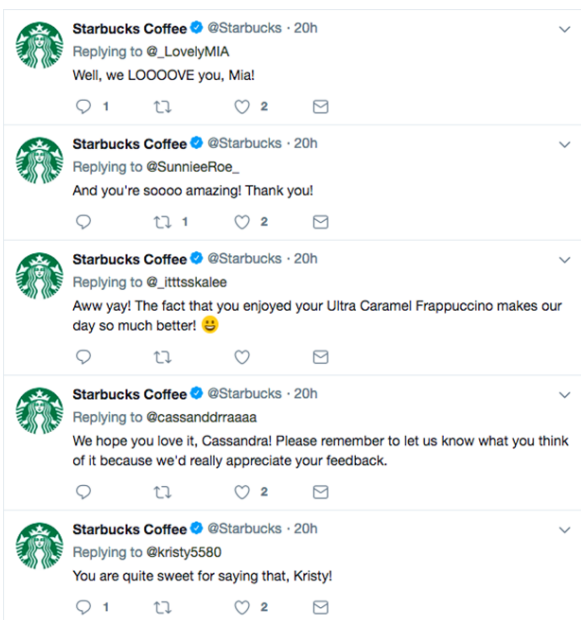 Starbucks Coffee @Starbucks · 20h
Replying to @_LovelyMIA
Well, we LOOOOVE you, Mia!
1 2
Starbucks Coffee @Starbucks · 20h
Replying to @SunnieeRoe_
And you're soooo amazing! Thank you!
1 2
Starbucks Coffee @Starbucks · 20h
Replying to @_itttsskalee
Aww yay! The fact that you enjoyed your Ultra Caramel Frappuccino makes our
day so much better! 😀
Starbucks Coffee @Starbucks · 20h
Replying to @cassanddrraaaa
We hope you love it, Cassandra! Please remember to let us know what you think
of it because we'd really appreciate your feedback.
2
Starbucks Coffee @Starbucks · 20h
Replying to @kristy5580
You are quite sweet for saying that, Kristy!
1 2